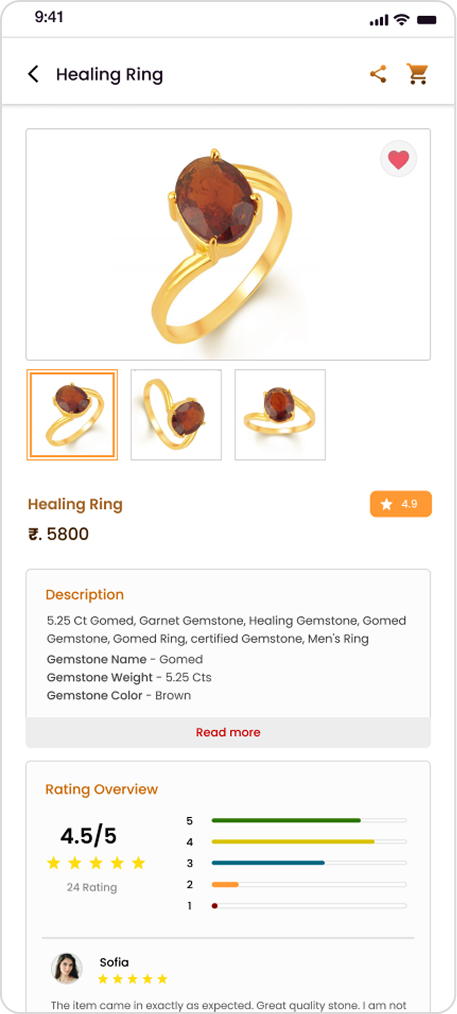 9:41
Healing Ring
Healing Ring
4.9
₹. 5800
Description
5.25 Ct Gomed, Garnet Gemstone, Healing Gemstone, Gomed
Gemstone, Gomed Ring, certified Gemstone, Men's Ring
Gemstone Name - Gomed
Gemstone Weight - 5.25 Cts
Gemstone Color - Brown
Read more
Rating Overview
4.5/5
24 Rating
5
4
3
2
1
Sofia
The item came in exactly as expected. Great quality stone. I am not